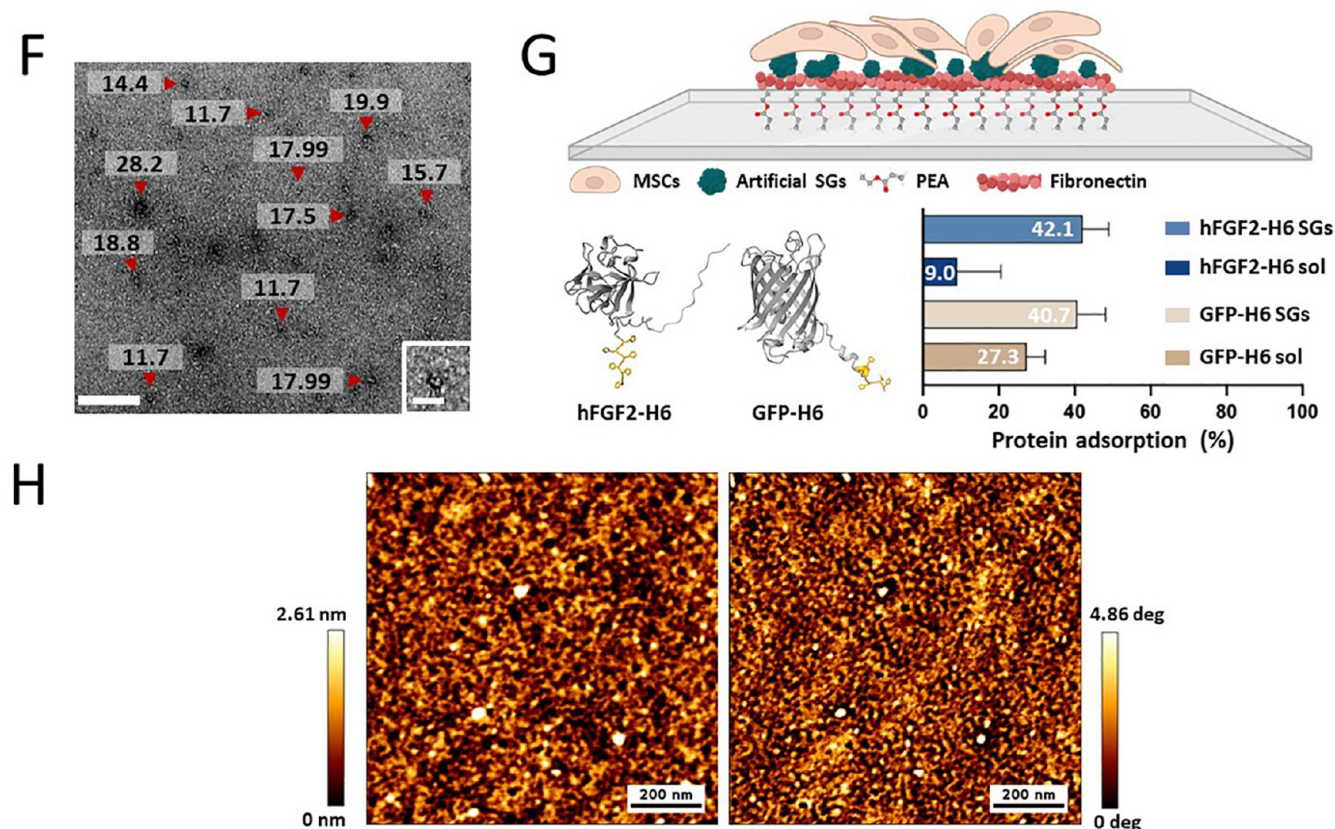 F
14.4
11.7
19.9
17.99
28.2
15.7
17.5
18.8
11.7
11.7
17.99
G
MSCs
Artificial SGs
PEA
Fibronectin
hFGF2-H6
GFP-H6
42.1
9.0
40.7
27.3
hFGF2-H6 SGs
hFGF2-H6 sol
GFP-H6 SGs
GFP-H6 sol
0 20 40 60 80 100
Protein adsorption (%)
H
2.61 nm
0 nm
200 nm
200 nm
4.86 deg
0 deg